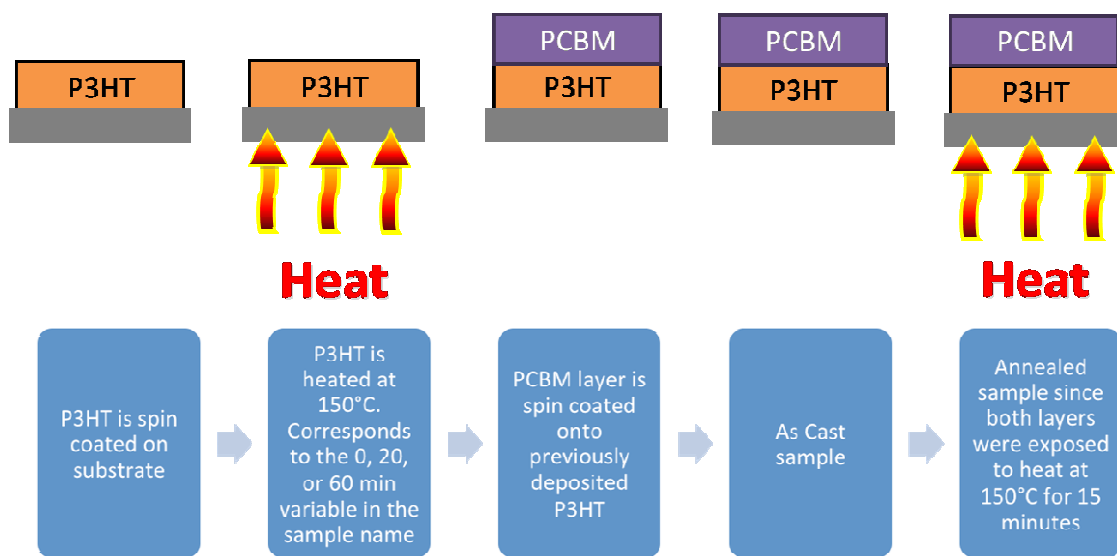 P3HT
P3HT
PCBM
P3HT
PCBM
P3HT
PCBM
P3HT
Heat
Heat
P3HT is spin
coated on
substrate
P3HT is
heated at
150°C.
Corresponds
to the 0, 20,
or 60 min
variable in the
sample name
PCBM layer is
spin coated
onto
previously
deposited
P3HT
As Cast
sample
Annealed
sample since
both layers
were exposed
to heat at
150°C for 15
minutes